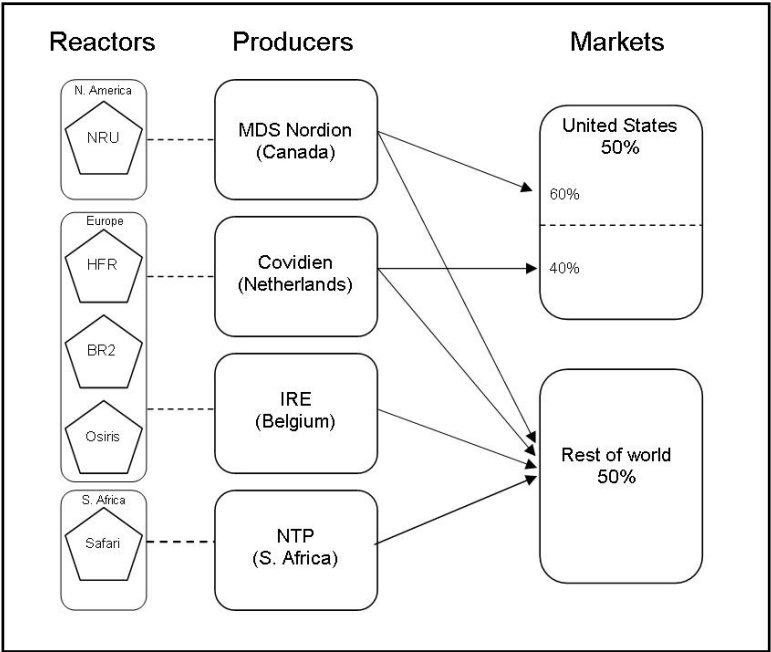 Reactors
Producers
Markets
N. America
NRU
MDS Nordion
(Canada)
United States
50%
60%
40%
Europe
HFR
BR2
Osiris
Covidien
(Netherlands)
IRE
(Belgium)
Rest of world
50%
S. Africa
Safari
NTP
(S. Africa)